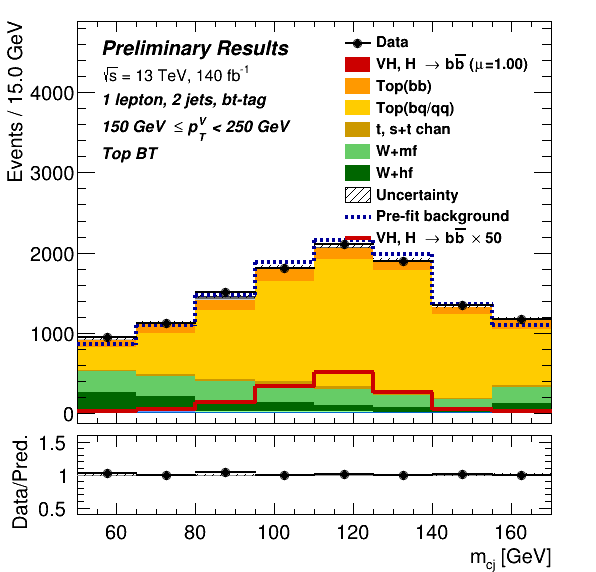 Events / 15.0 GeV
4000
3000
2000
1000
0
Preliminary Results
√s = 13 TeV, 140 fb⁻¹
1 lepton, 2 jets, bt-tag
150 GeV ≤ p_T^V < 250 GeV
Top BT
Data
VH, H → bb̅ (μ=1.00)
Top(bb)
Top(bq/qq)
t, s+t chan
W+mf
W+hf
Uncertainty
Pre-fit background
VH, H → bb̅ × 50
Data/Pred.
1.5
1
0.5
60 80 100 120 140 160
m_cj [GeV]